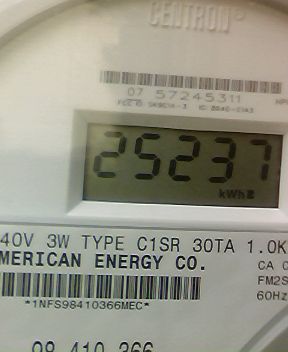 CENTRON®
07 57245311
25237
kWh
40V 3W TYPE C1SR 30TA 1.0K
MERICAN ENERGY CO.
CA 0
FM2S
60Hz
*1NFS98410366MEC*
98 410 366